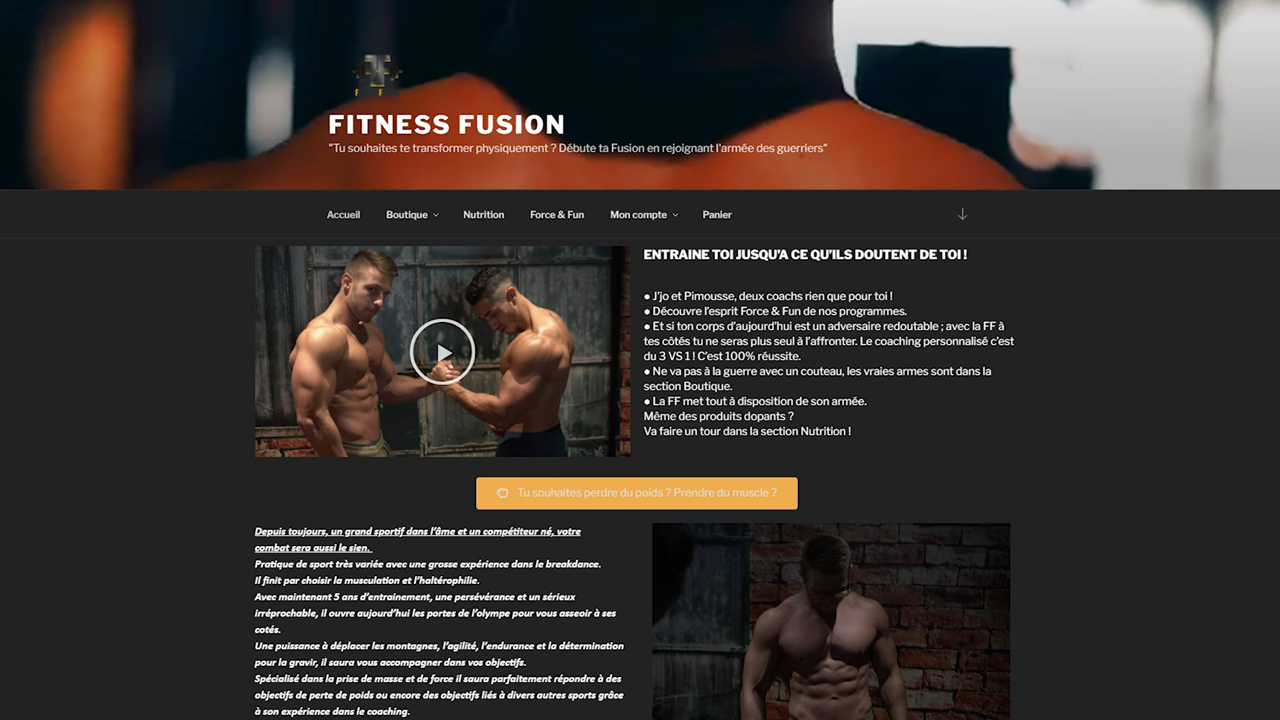 F F
FITNESS FUSION
"Tu souhaites te transformer physiquement ? Débute ta Fusion en rejoignant l'armée des guerriers"
Accueil Boutique Nutrition Force & Fun Mon compte Panier
ENTRAINE TOI JUSQU'A CE QU'ILS DOUTENT DE TOI !
● J'jo et Pimousse, deux coachs rien que pour toi !
● Découvre l'esprit Force & Fun de nos programmes.
● Et si ton corps d'aujourd'hui est un adversaire redoutable ; avec la FF à
tes côtés tu ne seras plus seul à l'affronter. Le coaching personnalisé c'est
du 3 VS 1 ! C'est 100% réussite.
● Ne va pas à la guerre avec un couteau, les vraies armes sont dans la
section Boutique.
● La FF met tout à disposition de son armée.
Même des produits dopants ?
Va faire un tour dans la section Nutrition !
Tu souhaites perdre du poids ? Prendre du muscle ?
Depuis toujours, un grand sportif dans l'âme et un compétiteur né, votre
combat sera aussi le sien.
Pratique de sport très variée avec une grosse expérience dans le breakdance.
Il finit par choisir la musculation et l'haltérophilie.
Avec maintenant 5 ans d'entrainement, une persévérance et un sérieux
irréprochable, il ouvre aujourd'hui les portes de l'olympe pour vous asseoir à ses
cotés.
Une puissance à déplacer les montagnes, l'agilité, l'endurance et la détermination
pour la gravir, il saura vous accompagner dans vos objectifs.
Spécialisé dans la prise de masse et de force il saura parfaitement répondre à des
objectifs de perte de poids ou encore des objectifs liés à divers autres sports grâce
à son expérience dans le coaching.